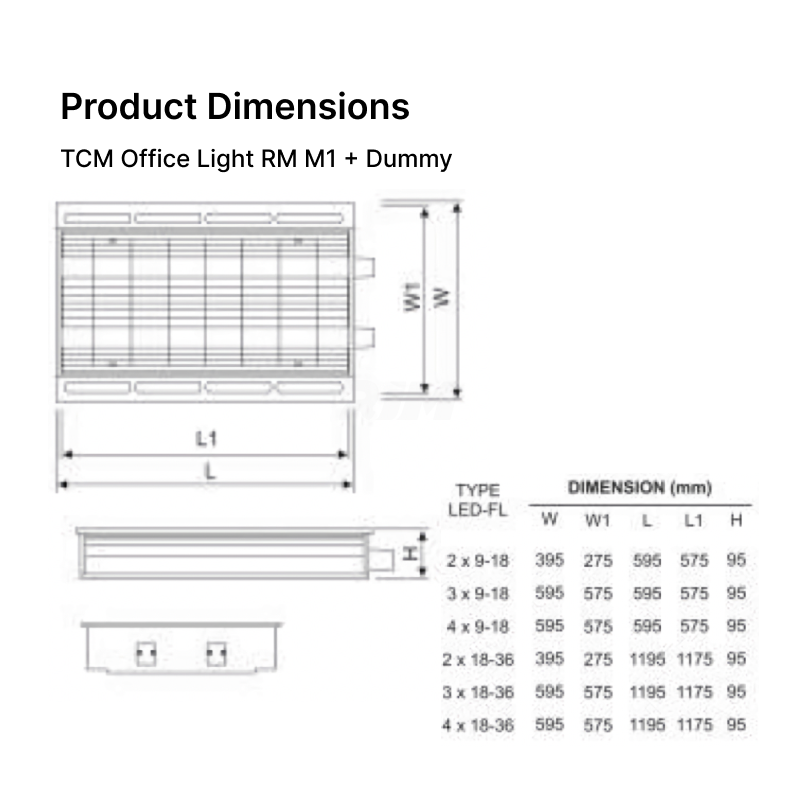 Product Dimensions
TCM Office Light RM M1 + Dummy
W1
W
L1
L
H
TYPE
LED-FL
DIMENSION (mm)
W W1 L L1 H
2 x 9-18 395 275 595 575 95
3 x 9-18 595 575 595 575 95
4 x 9-18 595 575 595 575 95
2 x 18-36 395 275 1195 1175 95
3 x 18-36 595 575 1195 1175 95
4 x 18-36 595 575 1195 1175 95